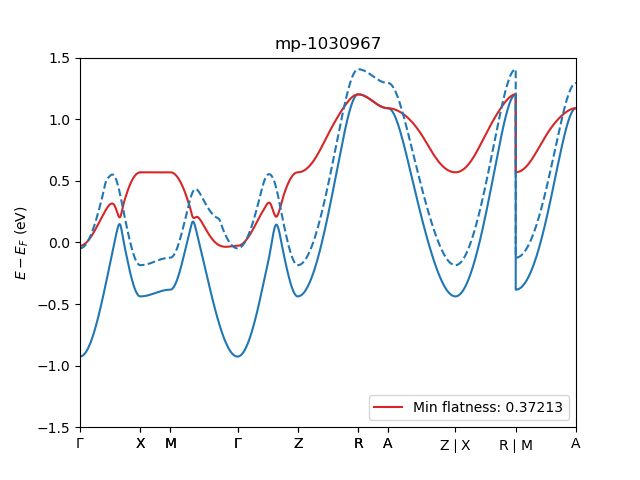 mp-1030967
1.5
1.0
0.5
0.0
−0.5
−1.0
−1.5
E − E_F (eV)
Min flatness: 0.37213
Γ X M Γ Z R A Z | X R | M A